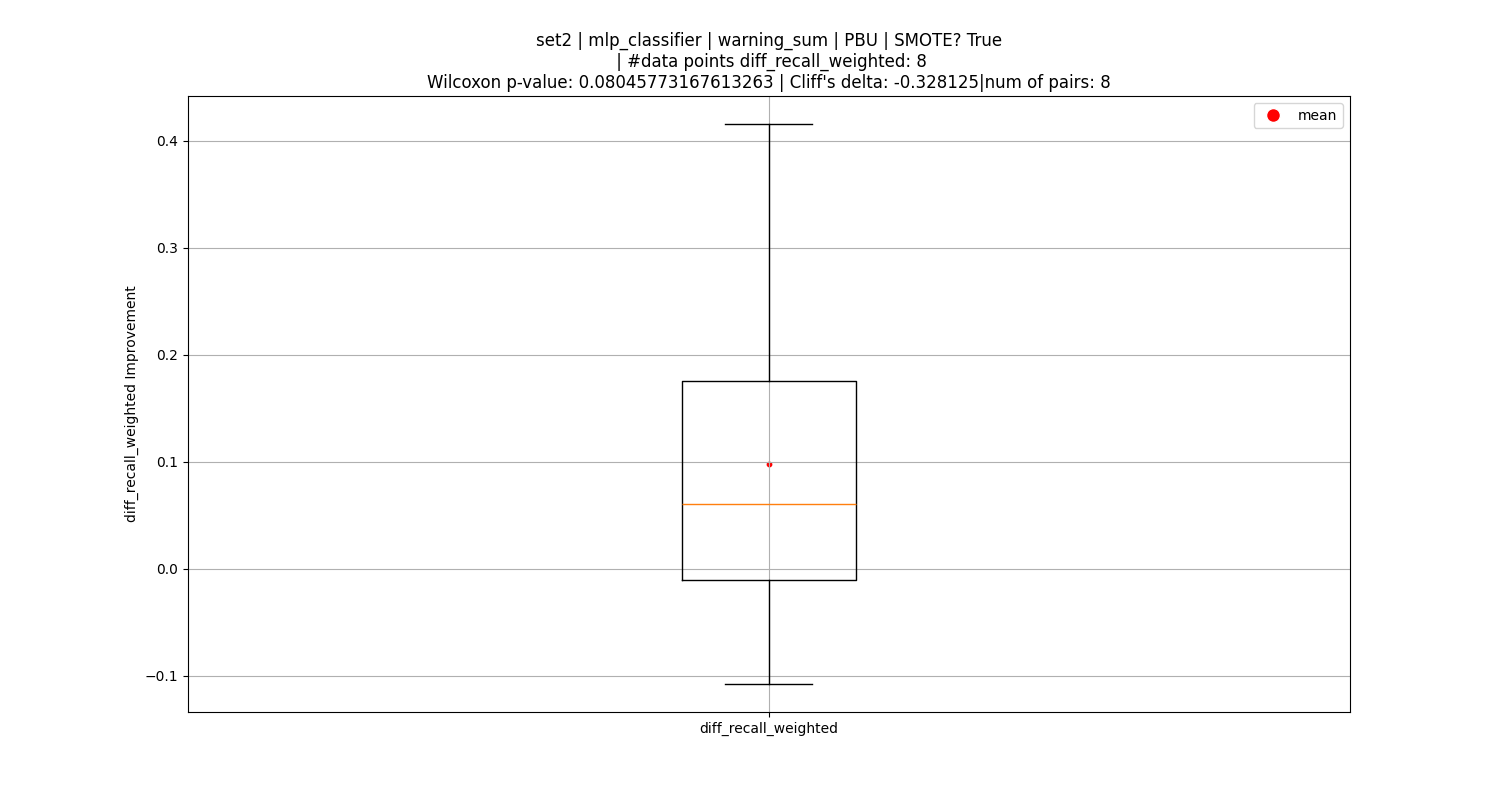 set2 | mlp_classifier | warning_sum | PBU | SMOTE? True
| #data points diff_recall_weighted: 8
Wilcoxon p-value: 0.08045773167613263 | Cliff's delta: -0.328125|num of pairs: 8
mean
0.4
0.3
0.2
0.1
0.0
−0.1
diff_recall_weighted Improvement
diff_recall_weighted